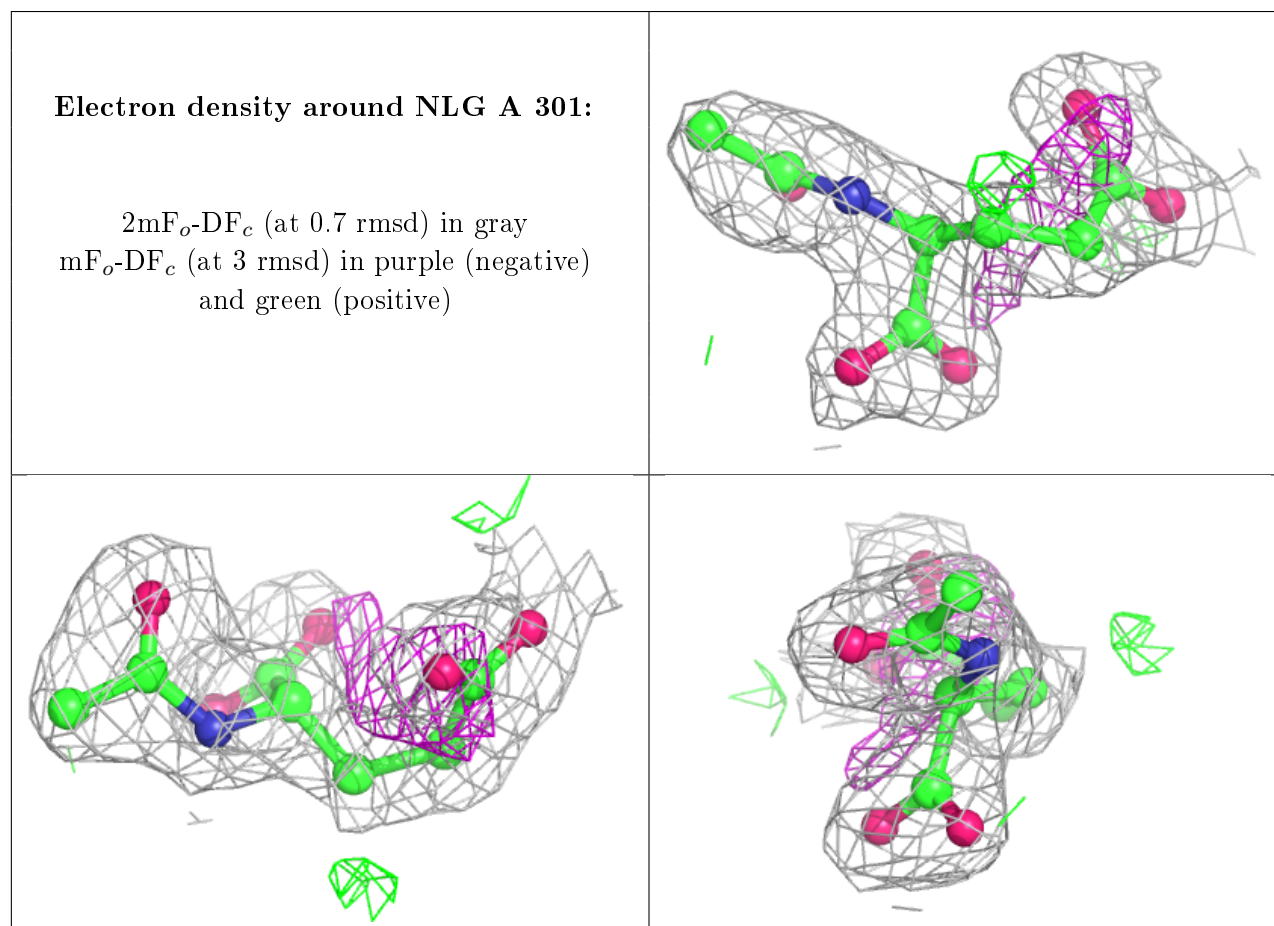 Electron density around NLG A 301:
2mFo-DFc (at 0.7 rmsd) in gray
mFo-DFc (at 3 rmsd) in purple (negative)
and green (positive)